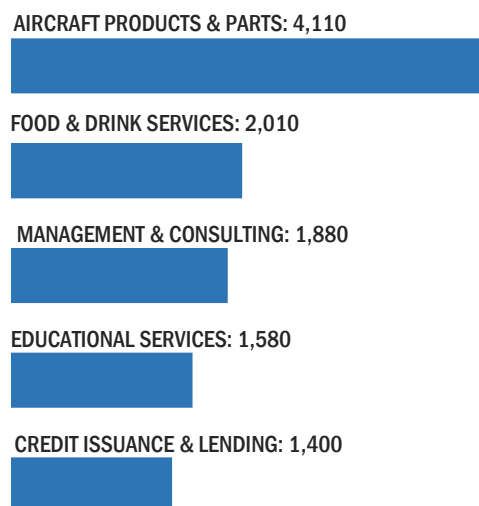 AIRCRAFT PRODUCTS & PARTS: 4,110
FOOD & DRINK SERVICES: 2,010
MANAGEMENT & CONSULTING: 1,880
EDUCATIONAL SERVICES: 1,580
CREDIT ISSUANCE & LENDING: 1,400